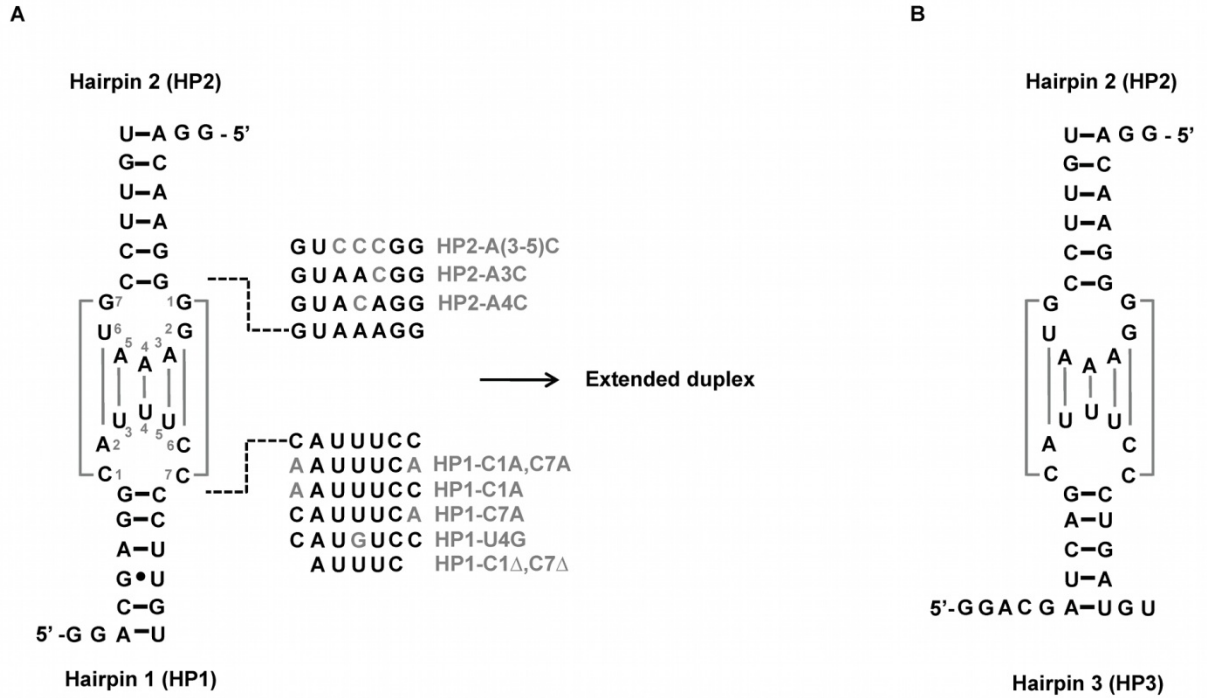 A
B
Hairpin 2 (HP2)
Hairpin 2 (HP2)
U–A G G - 5’
G–C
U–A
U–A
C–G
C–G
G 7 1 G
U 6 2 G
A 5 A 4 A 3
U 3 U 4 U 5
A 2 6 C
C 1 7 C
G–C
G–C
A–U
G•U
C–G
5’ -G G A–U
Hairpin 1 (HP1)
G U C C C G G HP2-A(3-5)C
G U A A C G G HP2-A3C
G U A C A G G HP2-A4C
G U A A A G G
Extended duplex
C A U U U C C
A A U U U C A HP1-C1A,C7A
A A U U U C C HP1-C1A
C A U U U C A HP1-C7A
C A U G U C C HP1-U4G
A U U U C HP1-C1Δ,C7Δ
U–A G G - 5’
G–C
U–A
U–A
C–G
C–G
G G
U G
A A A
U U U
A C
C C
G–C
A–U
C–G
U–A
5’-G G A C G A–U G U
Hairpin 3 (HP3)